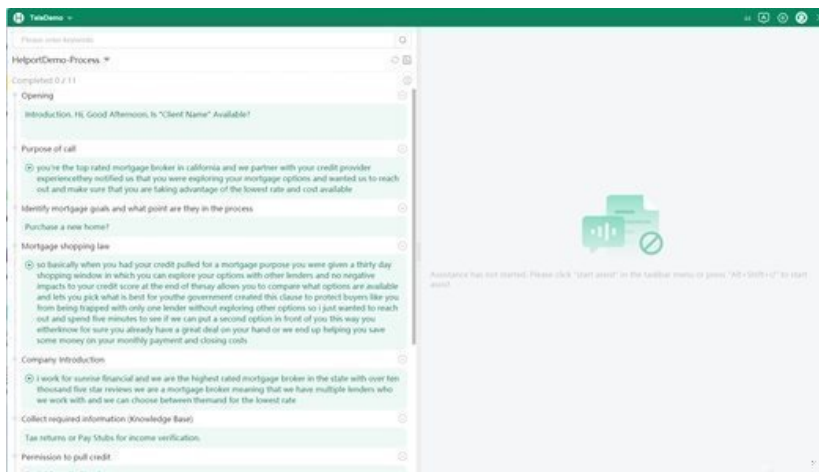 TeleDemo
Please enter keywords
HelportDemo-Process
Completed 0 / 11
Opening
Introduction. Hi, Good Afternoon, Is "Client Name" Available?
Purpose of call
you're the top rated mortgage broker in california and we partner with your credit provider
experiencethey notified us that you were exploring your mortgage options and wanted us to reach
out and make sure that you are taking advantage of the lowest rate and cost available
Identify mortgage goals and what point are they in the process
Purchase a new home?
Mortgage shopping law
so basically when you had your credit pulled for a mortgage purpose you were given a thirty day
shopping window in which you can explore your options with other lenders and no negative
impacts to your credit score at the end of thesay allows you to compare what options are available
and lets you pick what is best for youthe government created this clause to protect buyers like you
from being trapped with only one lender without exploring other options so i just wanted to reach
out and spend five minutes to see if we can put a second option in front of you this way you
eitherknow for sure you already have a great deal on your hand or we end up helping you save
some money on your monthly payment and closing costs
Company Introduction
i work for sunrise financial and we are the highest rated mortgage broker in the state with over ten
thousand five star reviews we are a mortgage broker meaning that we have multiple lenders who
we work with and we can choose between themand for the lowest rate
Collect required information (Knowledge Base)
Tax returns or Pay Stubs for income verification.
Permission to pull credit
Assistance has not started. Please click "start assist" in the taskbar menu or press "Alt+Shift+U" to start
assist